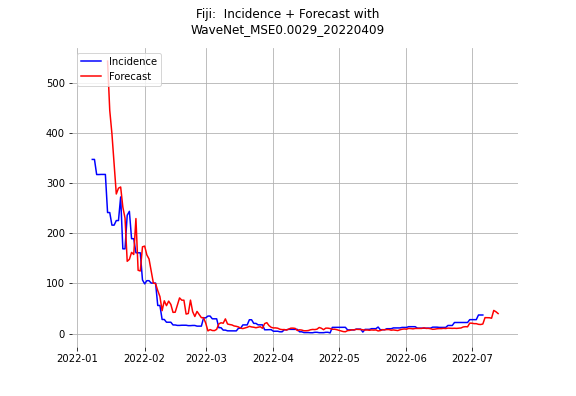 Fiji:  Incidence + Forecast with
WaveNet_MSE0.0029_20220409
Incidence
Forecast
500
400
300
200
100
0
2022-01 2022-02 2022-03 2022-04 2022-05 2022-06 2022-07